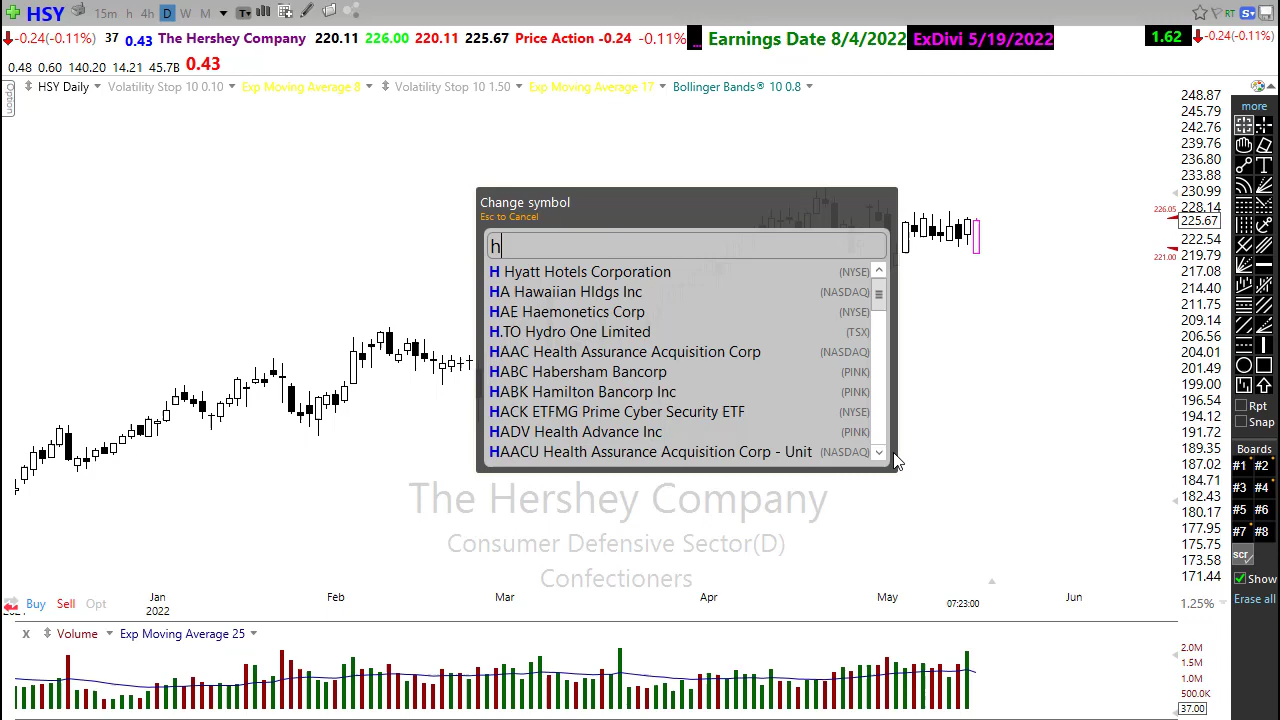 HSY 15m h 4h D W M T RT S
-0.24(-0.11%) 37 0.43 The Hershey Company 220.11 226.00 220.11 225.67 Price Action -0.24 -0.11% ... Earnings Date 8/4/2022 ExDivi 5/19/2022 1.62 -0.24(-0.11%)
0.48 0.60 140.20 14.21 45.7B 0.43
Option
HSY Daily Volatility Stop 10 0.10 Exp Moving Average 8 Volatility Stop 10 1.50 Exp Moving Average 17 Bollinger Bands® 10 0.8
248.87
245.79
242.76
239.76
236.80
233.88
230.99
228.14
226.05
225.67
222.54
221.00
219.79
217.08
214.40
211.75
209.14
206.56
204.01
201.49
199.00
196.54
194.12
191.72
189.35
187.02
184.71
182.43
180.17
177.95
175.75
173.58
171.44
more
T
Rpt
Snap
Boards
#1 #2
#3 #4
#5 #6
#7 #8
scr
Show
Erase all
Change symbol
Esc to Cancel
h
H Hyatt Hotels Corporation (NYSE)
HA Hawaiian Hldgs Inc (NASDAQ)
HAE Haemonetics Corp (NYSE)
H.TO Hydro One Limited (TSX)
HAAC Health Assurance Acquisition Corp (NASDAQ)
HABC Habersham Bancorp (PINK)
HABK Hamilton Bancorp Inc (PINK)
HACK ETFMG Prime Cyber Security ETF (NYSE)
HADV Health Advance Inc (PINK)
HAACU Health Assurance Acquisition Corp - Unit (NASDAQ)
The Hershey Company
Consumer Defensive Sector(D)
Confectioners
Jan Feb Mar Apr May Jun
2022 07:23:00
Buy Sell Opt 1.25%
X Volume Exp Moving Average 25
2.0M
1.5M
1.0M
500.0K
37.00